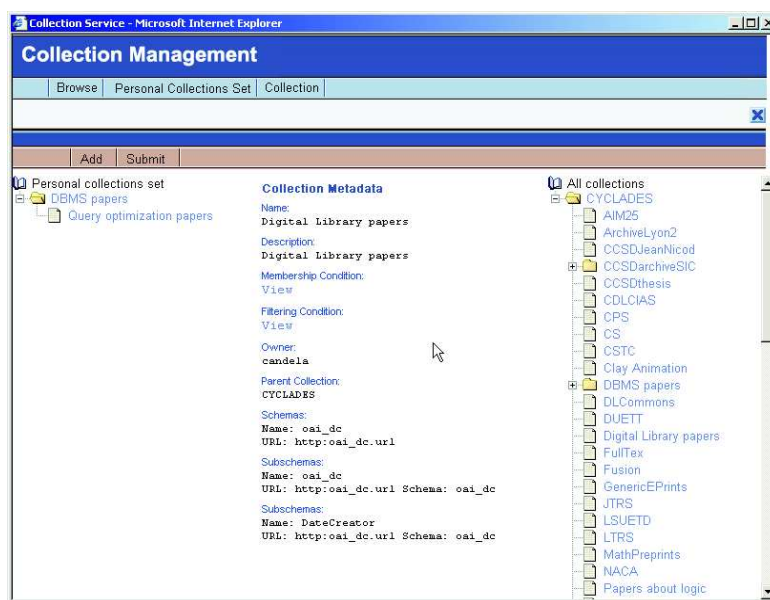 Collection Service - Microsoft Internet Explorer
Collection Management
Browse Personal Collections Set Collection
Add Submit
Personal collections set
DBMS papers
Query optimization papers
Collection Metadata
Name:
Digital Library papers
Description:
Digital Library papers
Membership Condition:
View
Filtering Condition:
View
Owner:
candela
Parent Collection:
CYCLADES
Schemas:
Name: oai_dc
URL: http:oai_dc.url
Subschemas:
Name: oai_dc
URL: http:oai_dc.url Schema: oai_dc
Subschemas:
Name: DateCreator
URL: http:oai_dc.url Schema: oai_dc
All collections
CYCLADES
AIM25
ArchiveLyon2
CCSDJeanNicod
CCSDarchiveSIC
CCSDthesis
CDLCIAS
CPS
CS
CSTC
Clay Animation
DBMS papers
DLCommons
DUETT
Digital Library papers
FullTex
Fusion
GenericEPrints
JTRS
LSUETD
LTRS
MathPreprints
NACA
Papers about logic